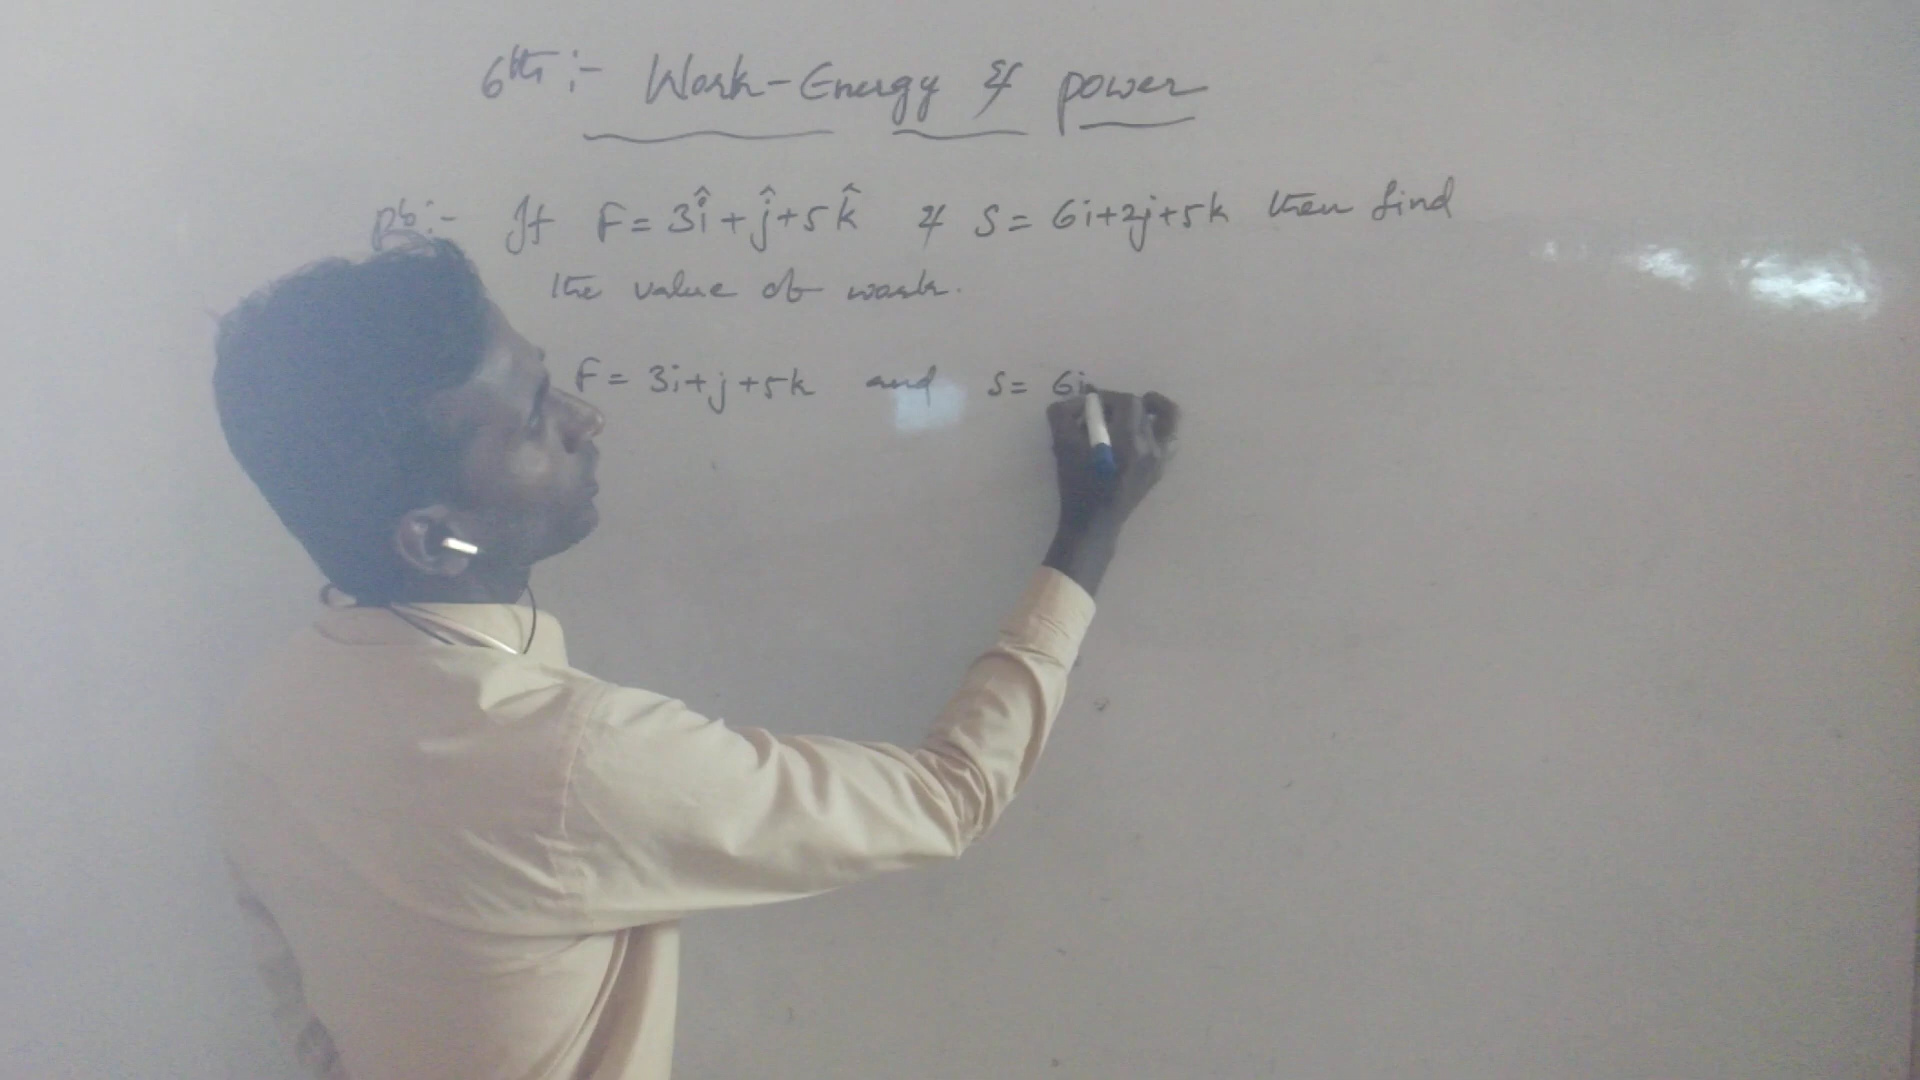 6th :- Work-Energy & power
Pb:- If F = 3î + ĵ + 5k̂ & S = 6i+2j+5k then find
the value of work.
F = 3i+j+5k and S = 6i